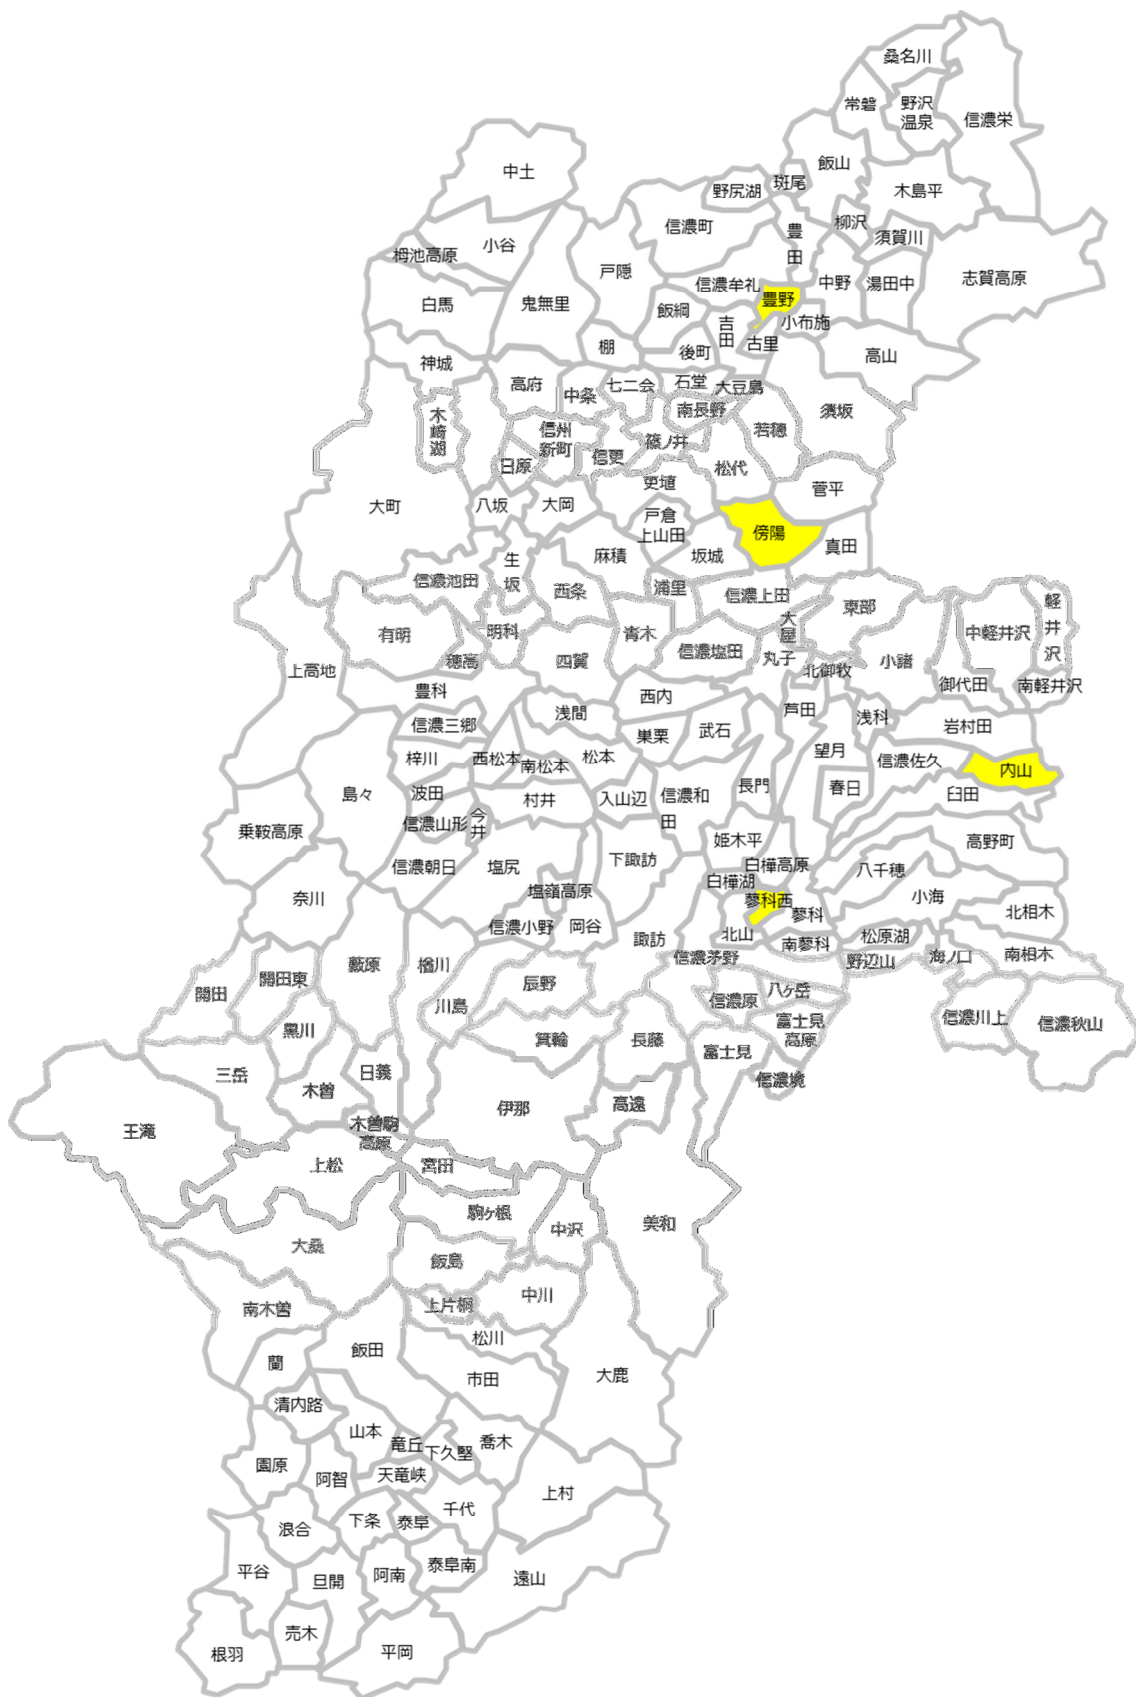 桑名川
常磐
野沢
温泉
信濃栄
中土
飯山
野尻湖
斑尾
木島平
信濃町
柳沢
須賀川
豊
田
小谷
栂池高原
戸隠
志賀高原
白馬
鬼無里
信濃牟礼
豊野
中野
湯田中
飯綱
吉
田
小布施
古里
棚
後町
高山
神城
高府
中条
七二会
石堂
大豆島
南長野
須坂
木
崎
湖
信州
新町
篠ノ井
若穂
日原
信更
松代
更埴
菅平
大町
八坂
大岡
戸倉
上山田
傍陽
真田
麻積
坂城
生
坂
信濃池田
西条
浦里
信濃上田
東部
軽
井
沢
中軽井沢
有明
明科
青木
大
屋
穂高
四賀
信濃塩田
丸子
北御牧
小諸
上高地
御代田
南軽井沢
豊科
西内
芦田
浅科
浅間
信濃三郷
巣栗
武石
岩村田
梓川
西松本
南松本
松本
望月
信濃佐久
内山
島々
波田
村井
入山辺
信濃和
田
長門
春日
臼田
信濃山形
今
井
乗鞍高原
姫木平
高野町
信濃朝日
塩尻
下諏訪
白樺高原
白樺湖
八千穂
奈川
塩嶺高原
蓼科西
蓼科
小海
北相木
信濃小野
岡谷
諏訪
北山
南蓼科
松原湖
薮原
楢川
信濃茅野
野辺山
海ノ口
南相木
開田
開田東
辰野
信濃原
八ヶ岳
川島
黒川
信濃川上
信濃秋山
箕輪
長藤
富士見
富士見
高原
三岳
日義
信濃境
木曽
伊那
高遠
王滝
木曽駒
高原
上松
宮田
駒ヶ根
中沢
美和
大桑
飯島
中川
上片桐
南木曽
松川
飯田
蘭
市田
大鹿
清内路
山本
竜丘
下久堅
喬木
園原
阿智
天竜峡
上村
浪合
下条
泰阜
千代
平谷
旦開
阿南
泰阜南
遠山
売木
根羽
平岡